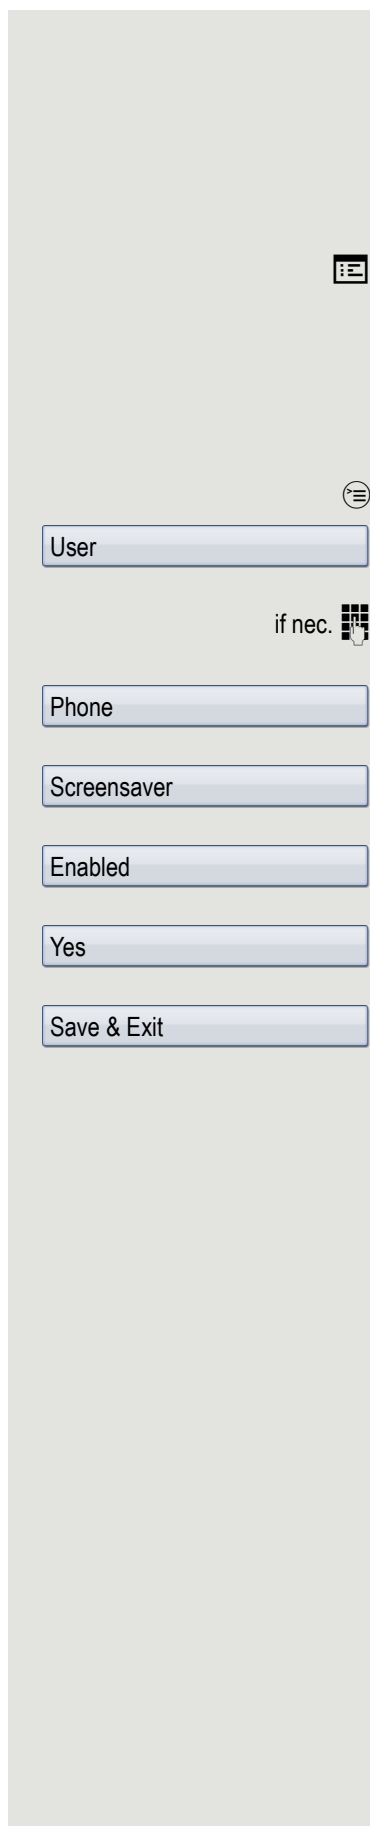 User
if nec.
Phone
Screensaver
Enabled
Yes
Save & Exit